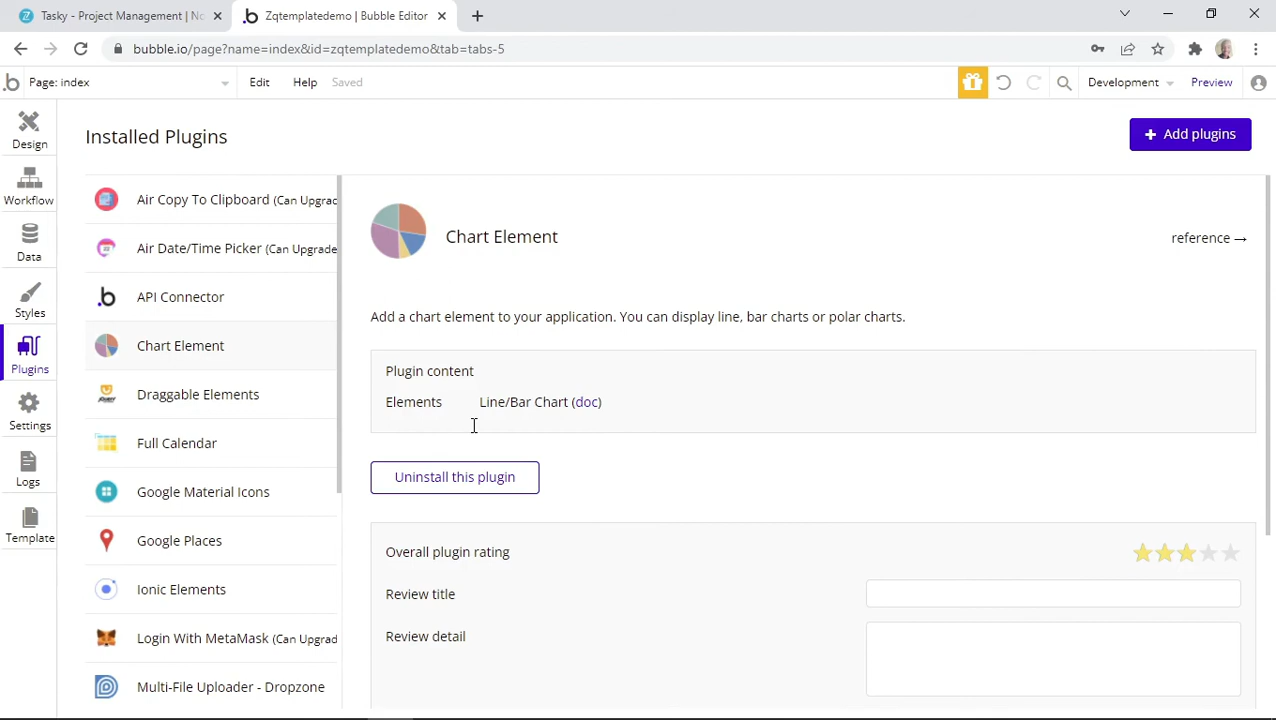 Tasky - Project Management | No
Zqtemplatedemo | Bubble Editor
bubble.io/page?name=index&id=zqtemplatedemo&tab=tabs-5
Page: index
Edit
Help
Saved
Development
Preview
Design
Workflow
Data
Styles
Plugins
Settings
Logs
Template
Installed Plugins
+ Add plugins
Air Copy To Clipboard (Can Upgrad
Air Date/Time Picker (Can Upgrade
API Connector
Chart Element
Draggable Elements
Full Calendar
Google Material Icons
Google Places
Ionic Elements
Login With MetaMask (Can Upgrad
Multi-File Uploader - Dropzone
Chart Element
reference →
Add a chart element to your application. You can display line, bar charts or polar charts.
Plugin content
Elements Line/Bar Chart (doc)
Uninstall this plugin
Overall plugin rating
Review title
Review detail